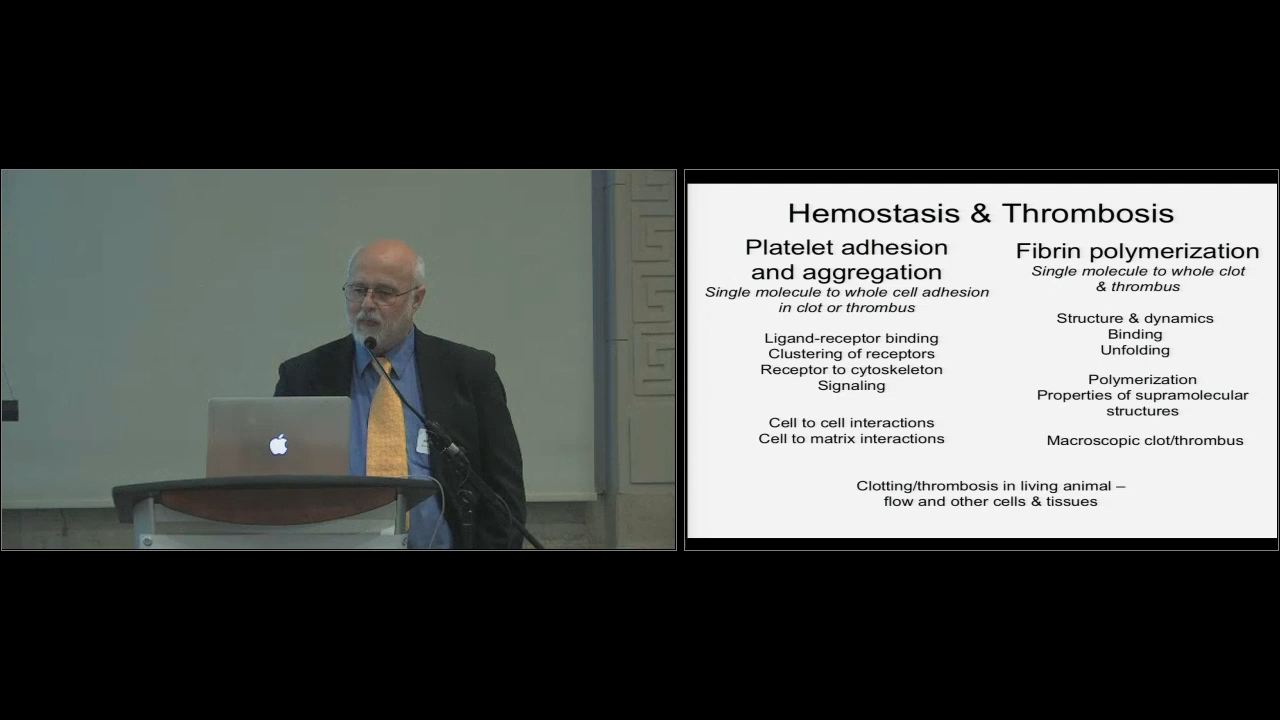 Hemostasis & Thrombosis
Platelet adhesion
and aggregation
Single molecule to whole cell adhesion
in clot or thrombus
Ligand-receptor binding
Clustering of receptors
Receptor to cytoskeleton
Signaling
Cell to cell interactions
Cell to matrix interactions
Fibrin polymerization
Single molecule to whole clot
& thrombus
Structure & dynamics
Binding
Unfolding
Polymerization
Properties of supramolecular
structures
Macroscopic clot/thrombus
Clotting/thrombosis in living animal –
flow and other cells & tissues